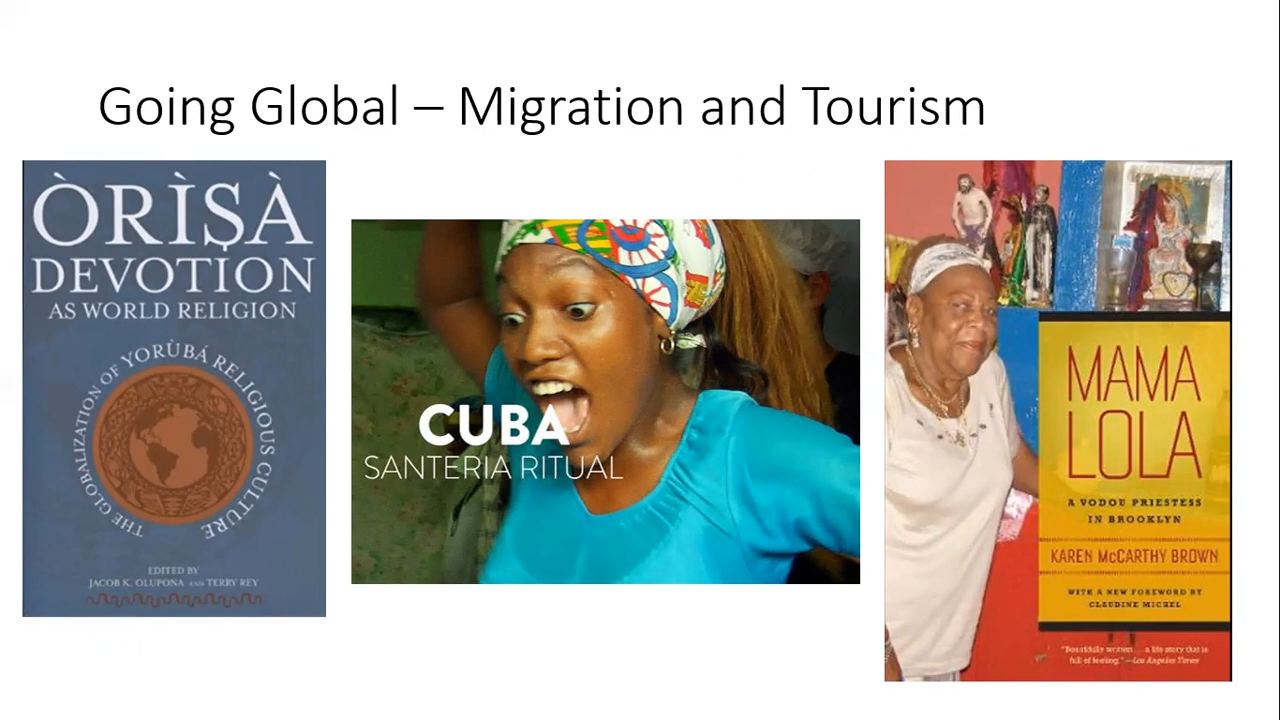 Going Global – Migration and Tourism
ÒRÌṢÀ
DEVOTION
AS WORLD RELIGION
THE GLOBALIZATION OF YORÙBÁ RELIGIOUS CULTURE
EDITED BY
JACOB K. OLUPONA AND TERRY REY
CUBA
SANTERIA RITUAL
MAMA
LOLA
A VODOU PRIESTESS
IN BROOKLYN
KAREN McCARTHY BROWN
WITH A NEW FOREWORD BY
CLAUDINE MICHEL
"Beautifully written . . . a life story that is
full of feeling."—Los Angeles Times